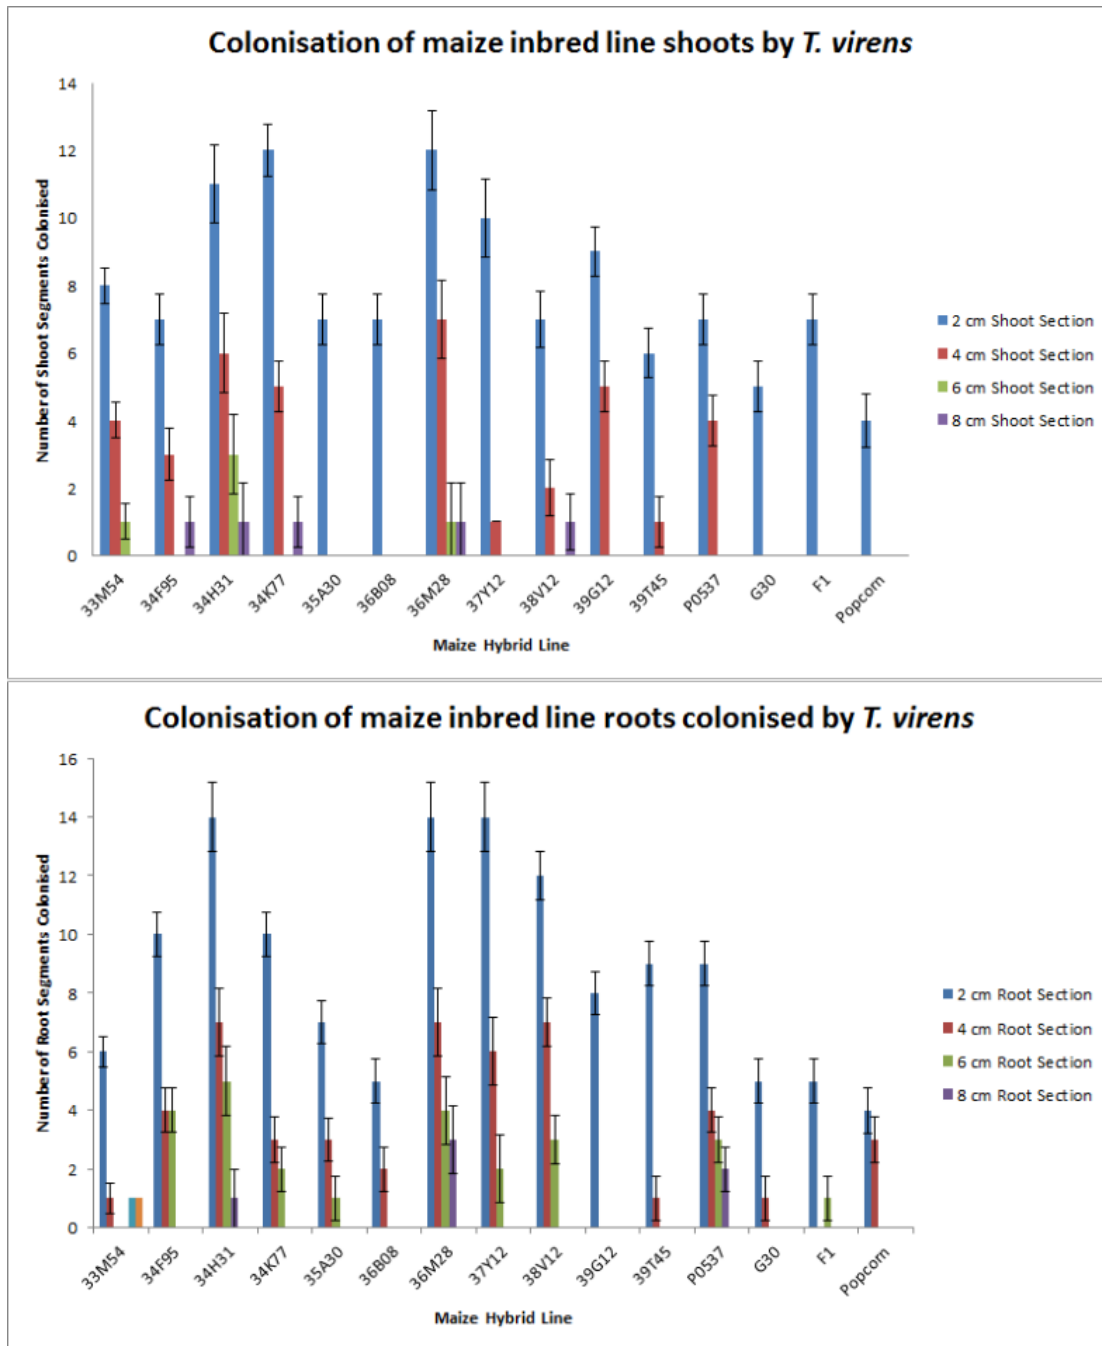 Colonisation of maize inbred line shoots by T. virens
Number of Shoot Segments Colonised
14
12
10
8
6
4
2
0
33M54
34F95
34H31
34K77
35A30
36B08
36M28
37Y12
38V12
39G12
39T45
P0537
G30
F1
Popcorn
Maize Hybrid Line
2 cm Shoot Section
4 cm Shoot Section
6 cm Shoot Section
8 cm Shoot Section
Colonisation of maize inbred line roots colonised by T. virens
Number of Root Segments Colonised
16
14
12
10
8
6
4
2
0
33M54
34F95
34H31
34K77
35A30
36B08
36M28
37Y12
38V12
39G12
39T45
P0537
G30
F1
Popcorn
Maize Hybrid Line
2 cm Root Section
4 cm Root Section
6 cm Root Section
8 cm Root Section